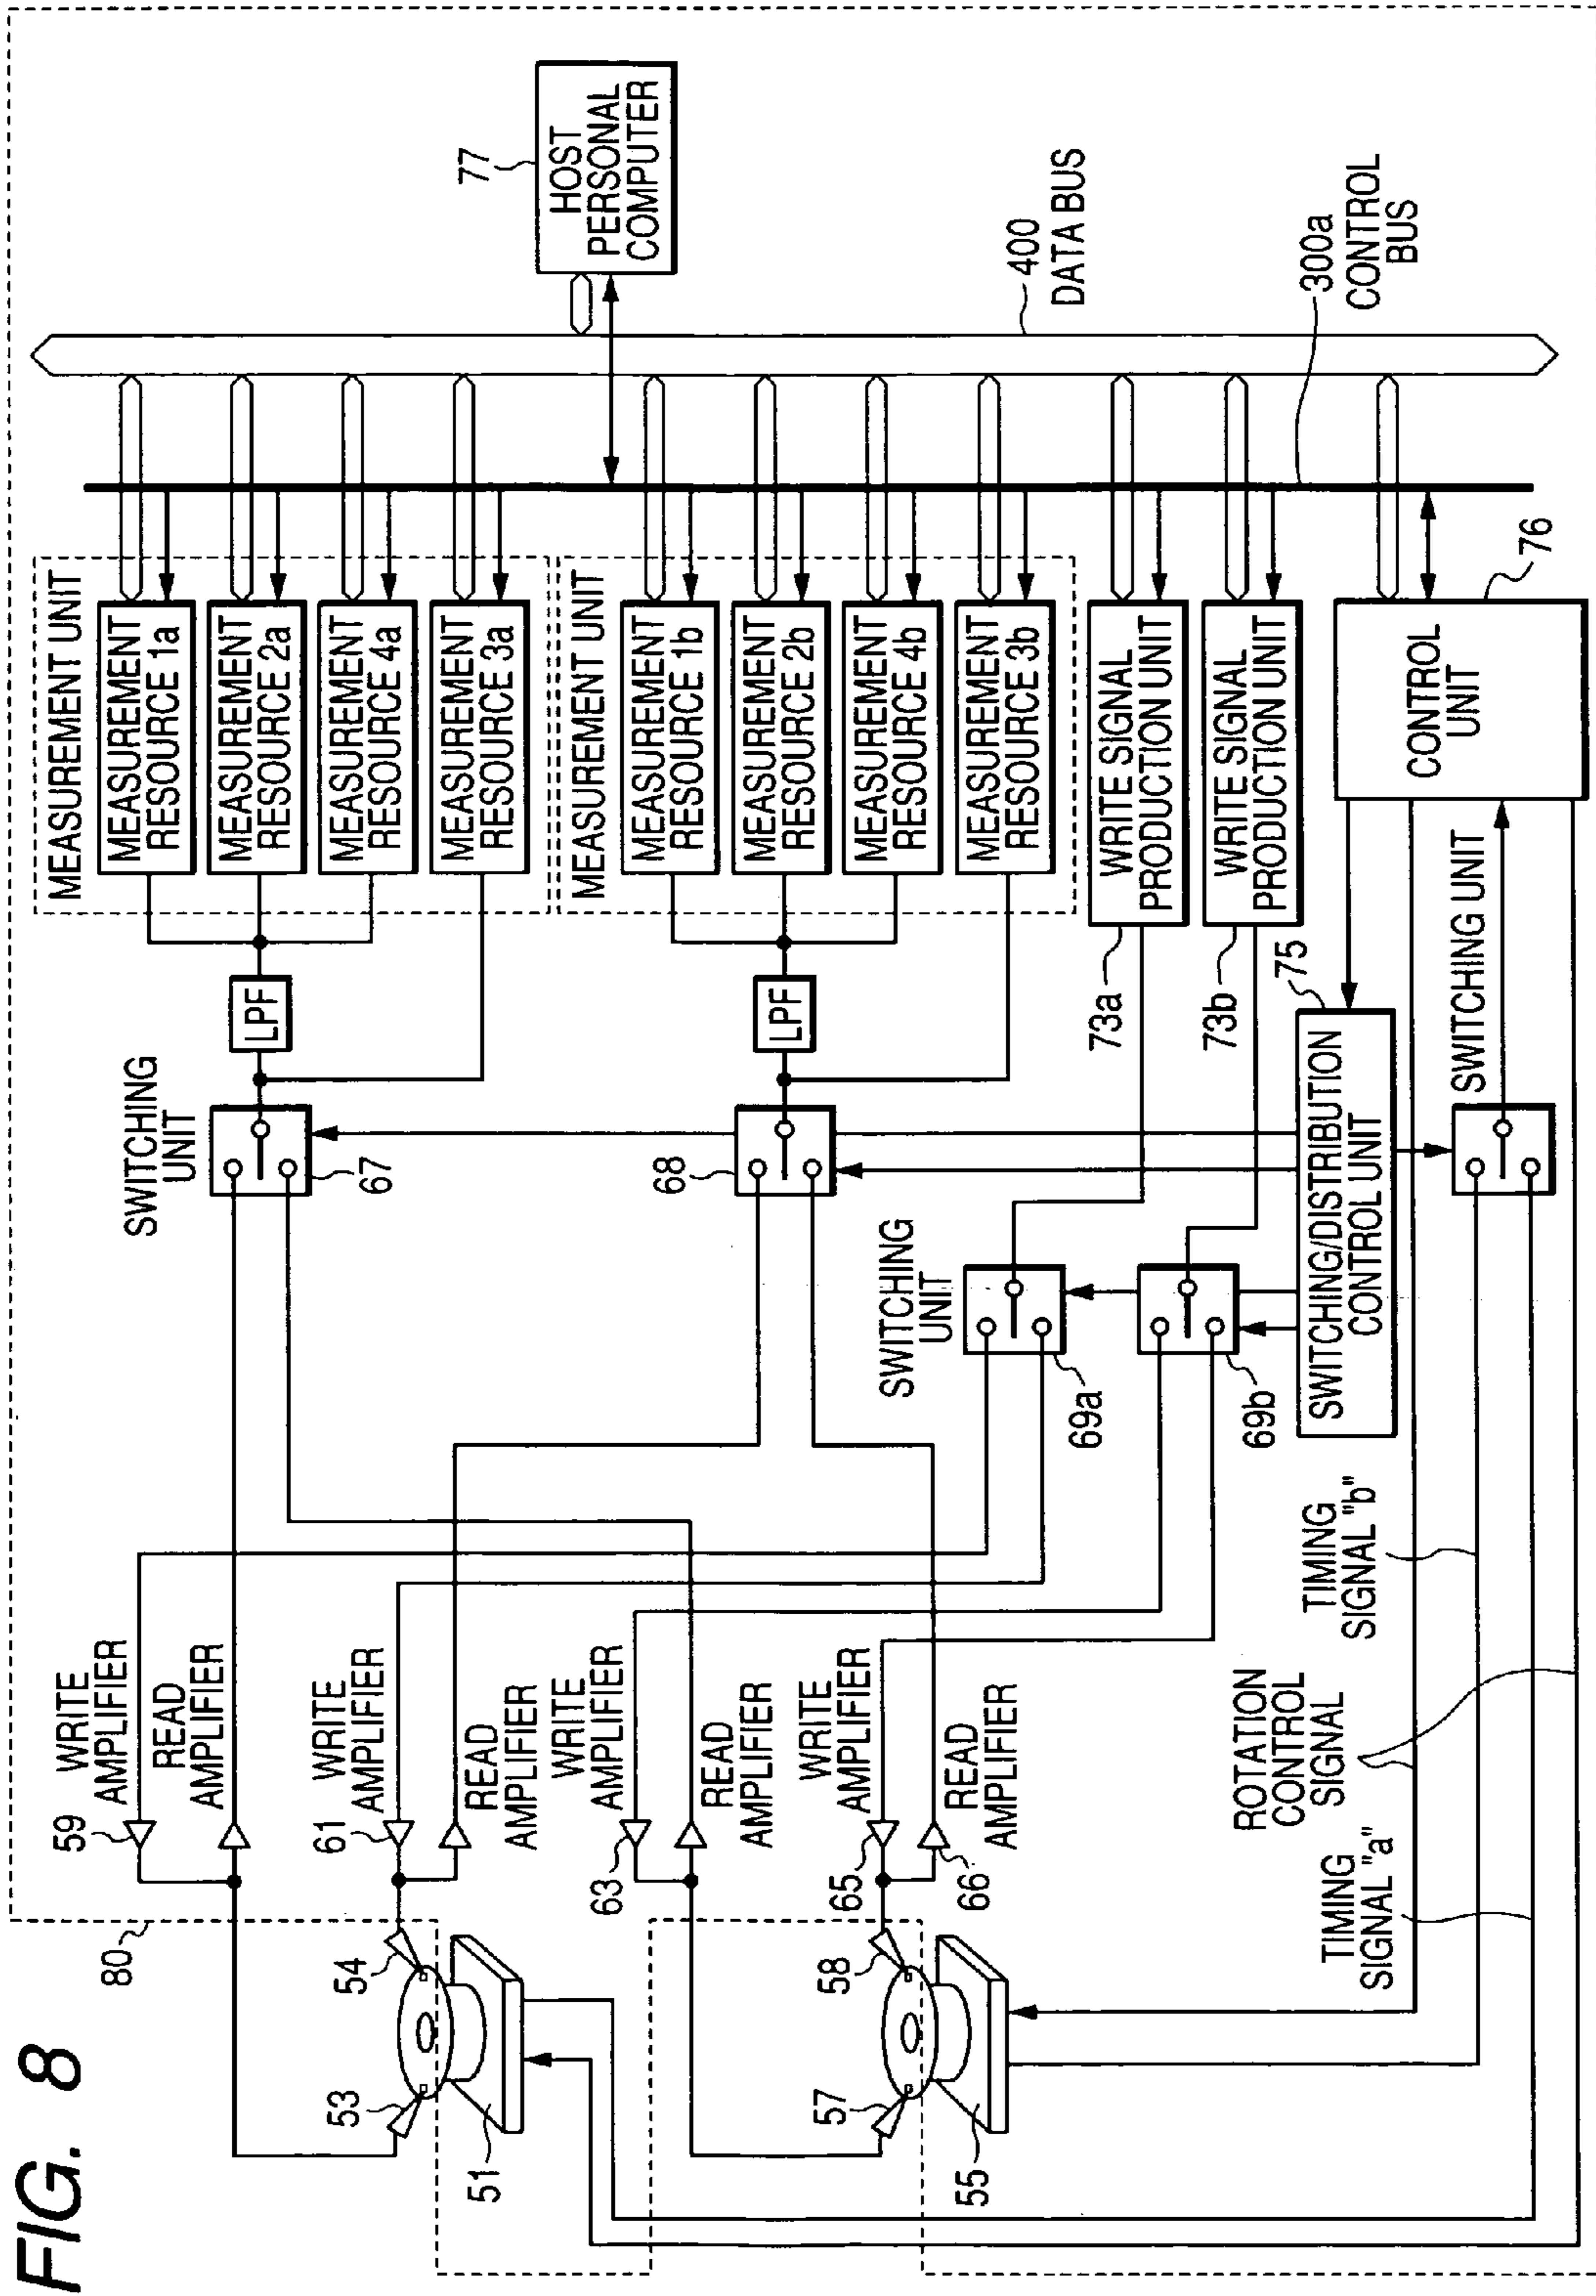 FIG. 8
80
59
WRITE
AMPLIFIER
READ
AMPLIFIER
53
54
51
61
WRITE
AMPLIFIER
READ
AMPLIFIER
63
WRITE
AMPLIFIER
READ
AMPLIFIER
57
58
55
65
66
WRITE
AMPLIFIER
READ
AMPLIFIER
TIMING
SIGNAL "a"
ROTATION
CONTROL
SIGNAL
TIMING
SIGNAL "b"
SWITCHING
UNIT
67
68
SWITCHING
UNIT
69a
69b
LPF
LPF
73a
73b
75
SWITCHING/DISTRIBUTION
CONTROL UNIT
SWITCHING UNIT
MEASUREMENT UNIT
MEASUREMENT
RESOURCE 1a
MEASUREMENT
RESOURCE 2a
MEASUREMENT
RESOURCE 4a
MEASUREMENT
RESOURCE 3a
MEASUREMENT UNIT
MEASUREMENT
RESOURCE 1b
MEASUREMENT
RESOURCE 2b
MEASUREMENT
RESOURCE 4b
MEASUREMENT
RESOURCE 3b
WRITE SIGNAL
PRODUCTION UNIT
WRITE SIGNAL
PRODUCTION UNIT
CONTROL
UNIT
76
77
HOST
PERSONAL
COMPUTER
400
DATA BUS
300a
CONTROL
BUS